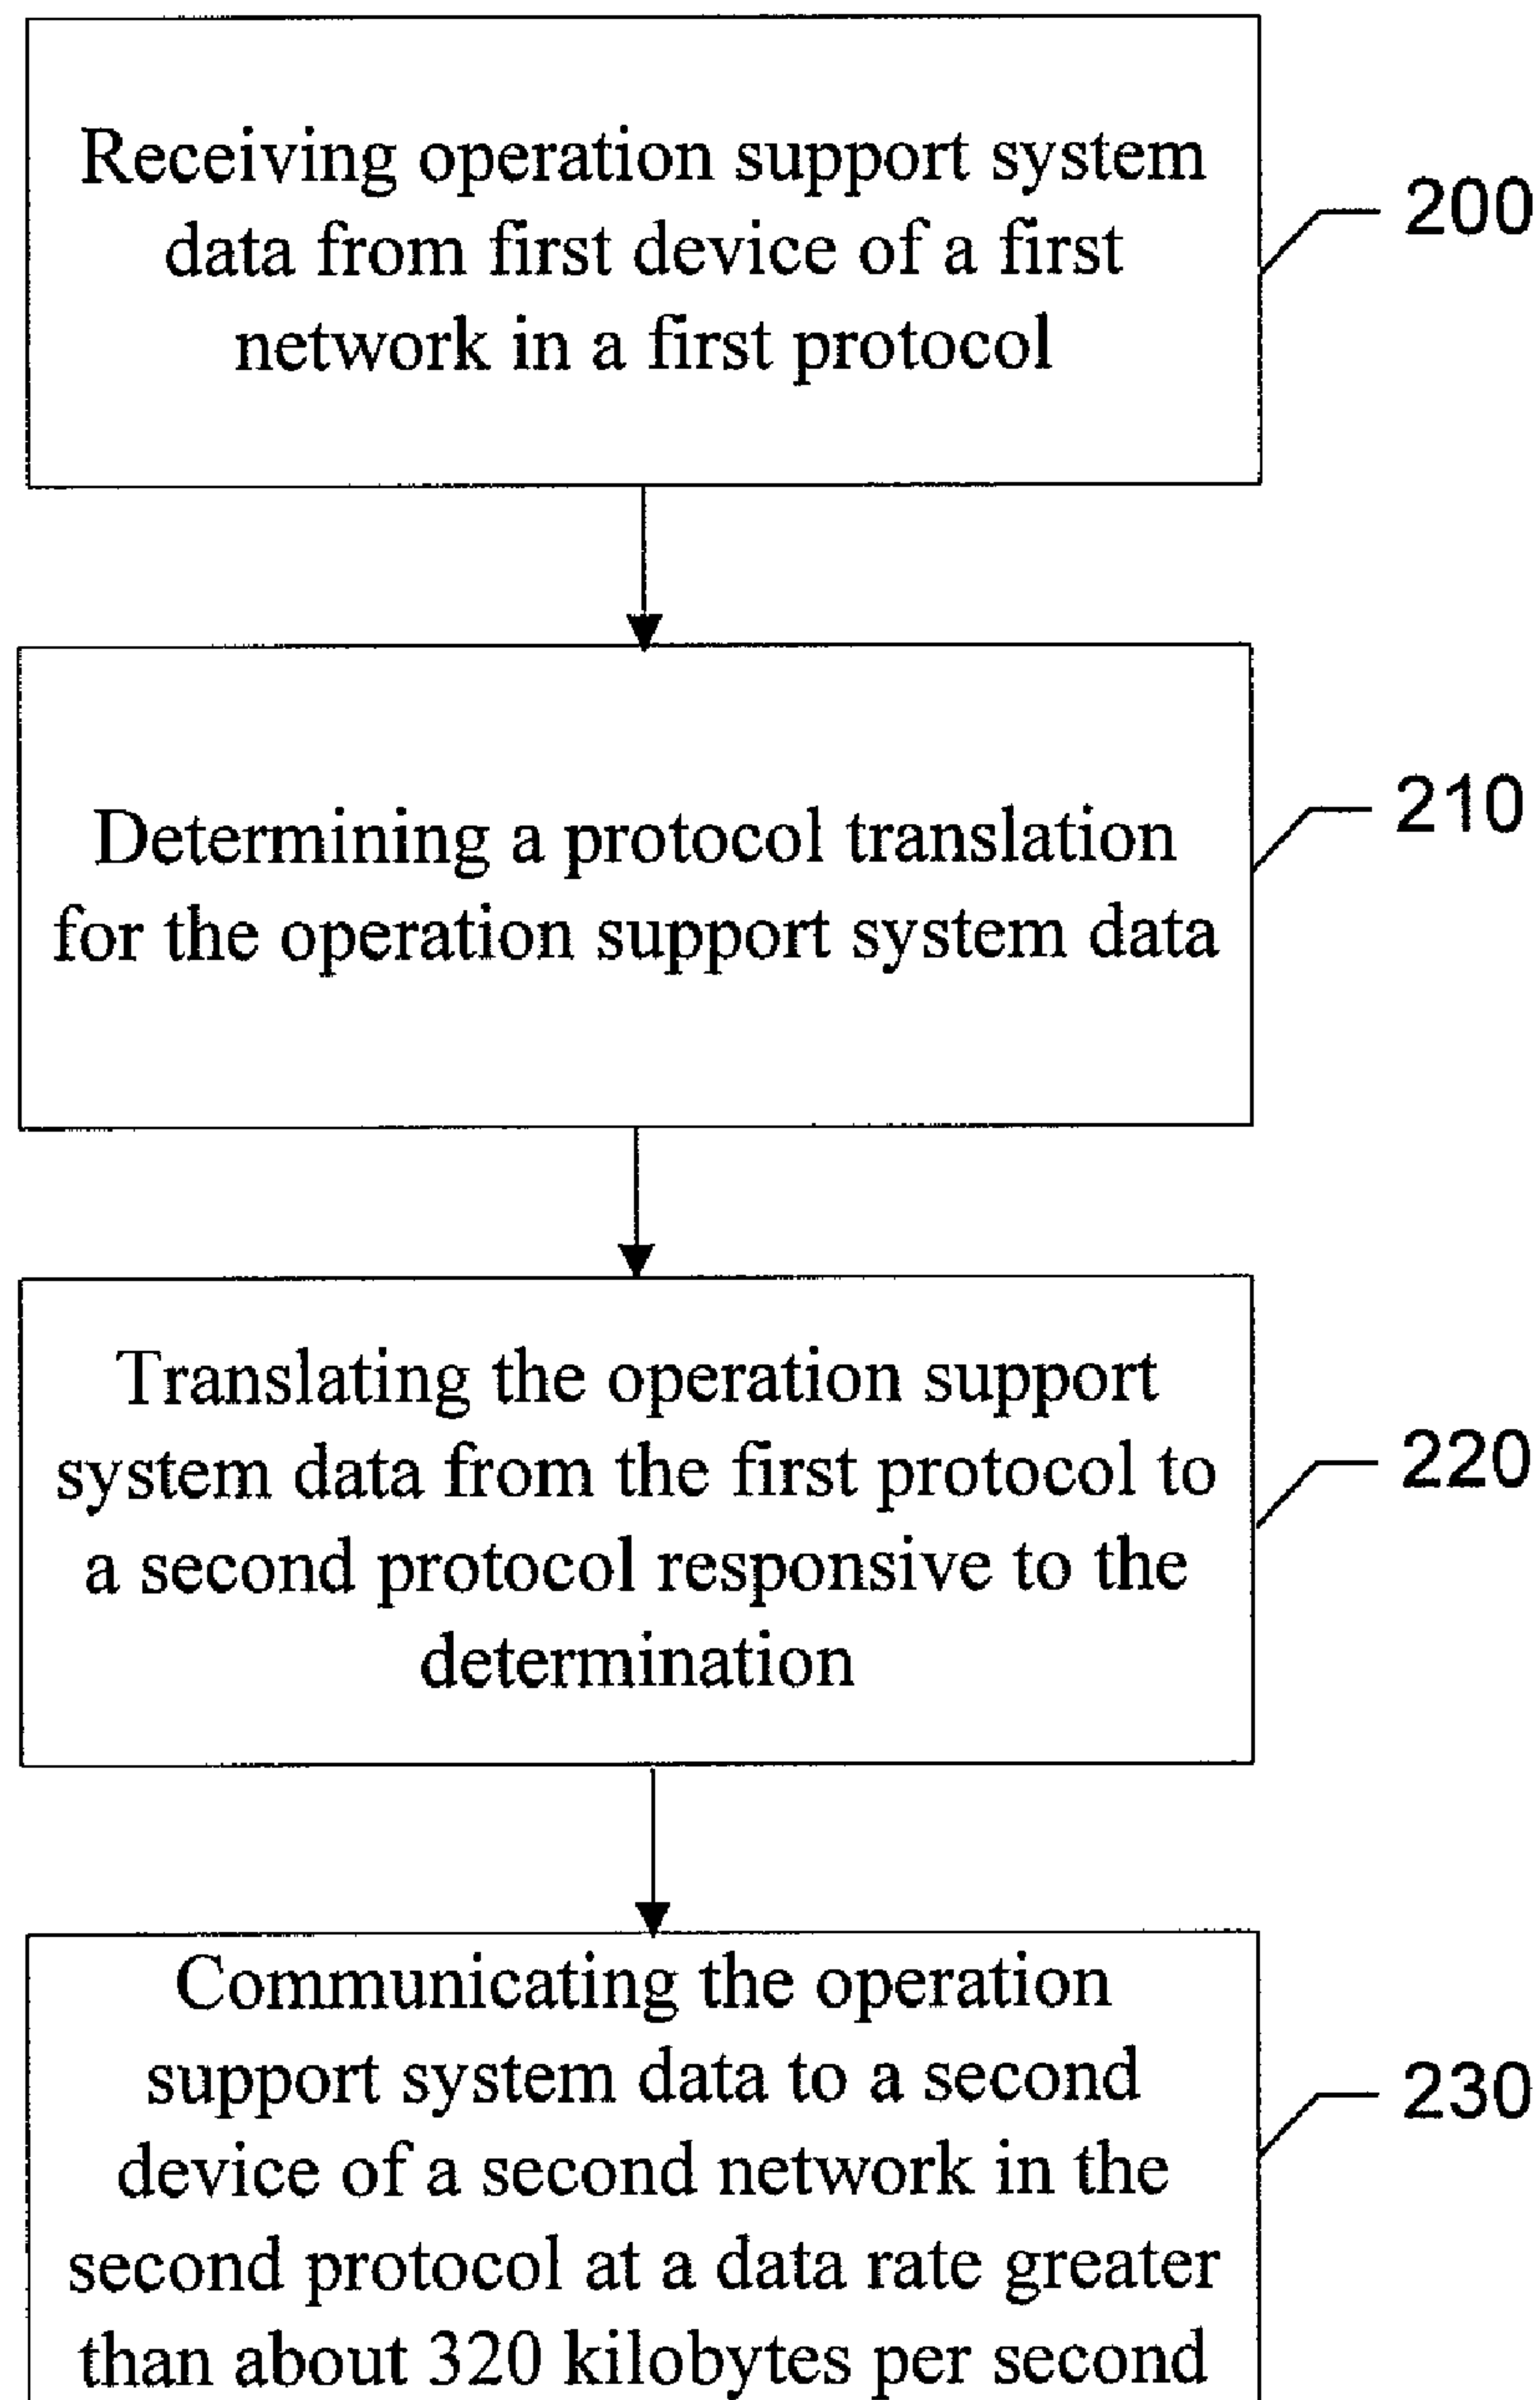 Receiving operation support system
data from first device of a first
network in a first protocol
200
Determining a protocol translation
for the operation support system data
210
Translating the operation support
system data from the first protocol to
a second protocol responsive to the
determination
220
Communicating the operation
support system data to a second
device of a second network in the
second protocol at a data rate greater
than about 320 kilobytes per second
230